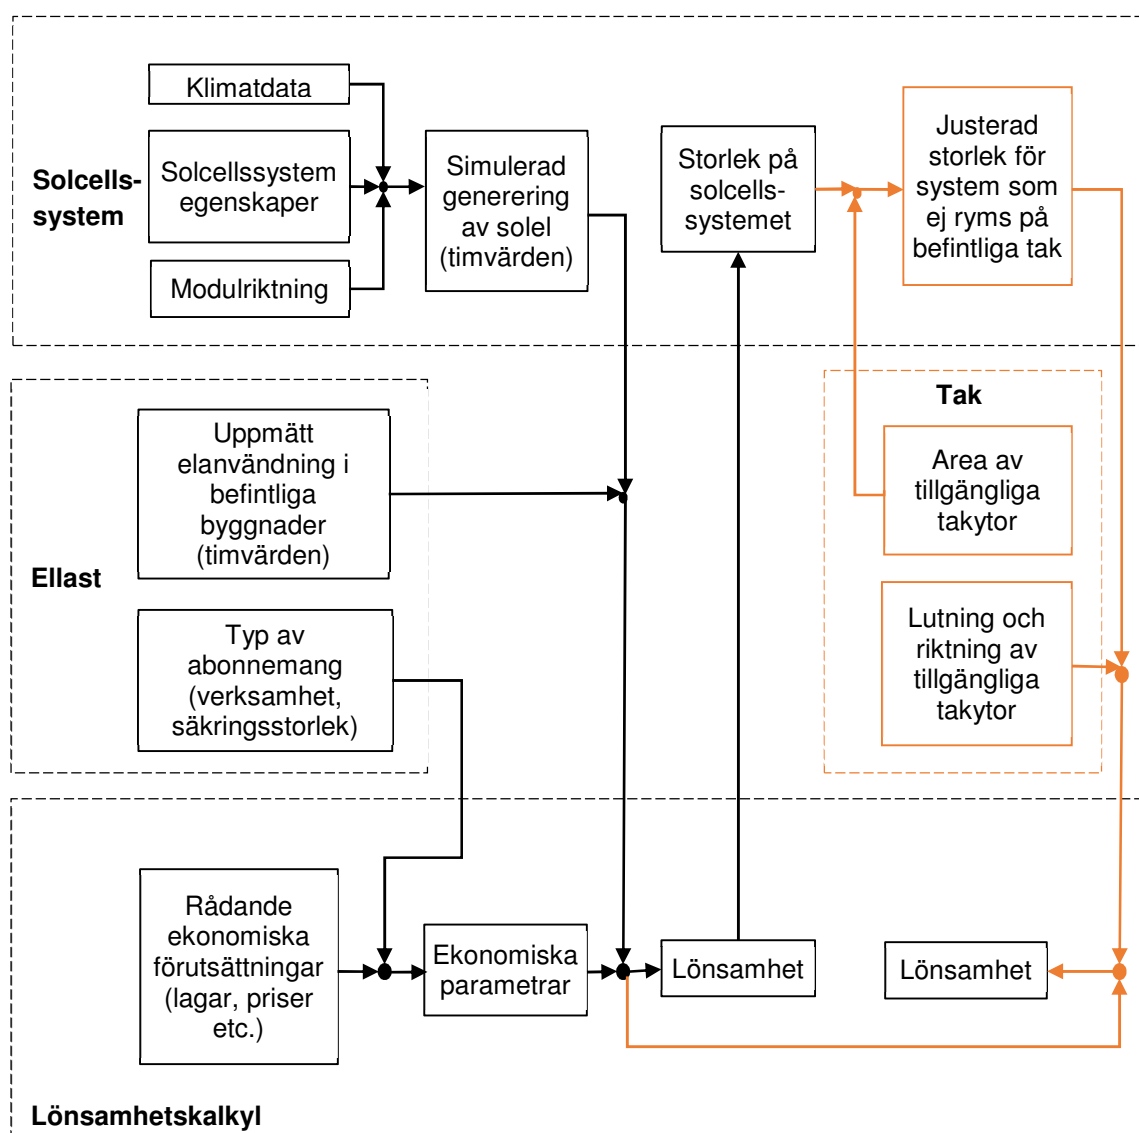 Klimatdata
Solcells-
system
Solcellssystem
egenskaper
Modulriktning
Simulerad
generering
av solel
(timvärden)
Storlek på
solcells-
systemet
Justerad
storlek för
system som
ej ryms på
befintliga tak
Ellast
Uppmätt
elanvändning i
befintliga
byggnader
(timvärden)
Typ av
abonnemang
(verksamhet,
säkringsstorlek)
Tak
Area av
tillgängliga
takytor
Lutning och
riktning av
tillgängliga
takytor
Rådande
ekonomiska
förutsättningar
(lagar, priser
etc.)
Ekonomiska
parametrar
Lönsamhet
Lönsamhet
Lönsamhetskalkyl